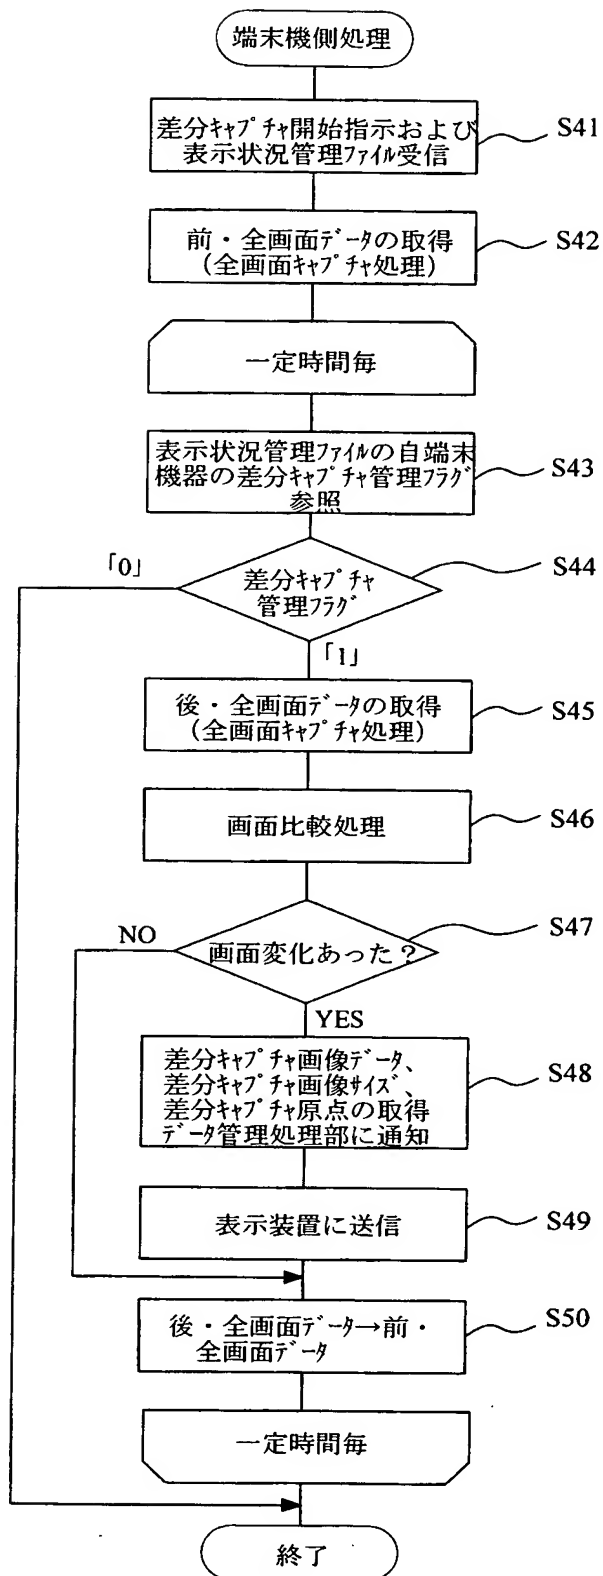 端末機側処理
差分ｷｬﾌﾟﾁｬ開始指示および
表示状況管理ﾌｧｲﾙ受信
S41
前・全画面ﾃﾞｰﾀの取得
(全画面ｷｬﾌﾟﾁｬ処理)
S42
一定時間毎
表示状況管理ﾌｧｲﾙの自端末
機器の差分ｷｬﾌﾟﾁｬ管理ﾌﾗｸﾞ
参照
S43
「0」
差分ｷｬﾌﾟﾁｬ
管理ﾌﾗｸﾞ
S44
「1」
後・全画面ﾃﾞｰﾀの取得
(全画面ｷｬﾌﾟﾁｬ処理)
S45
画面比較処理
S46
NO
画面変化あった?
S47
YES
差分ｷｬﾌﾟﾁｬ画像ﾃﾞｰﾀ、
差分ｷｬﾌﾟﾁｬ画像ｻｲｽﾞ、
差分ｷｬﾌﾟﾁｬ原点の取得
ﾃﾞｰﾀ管理処理部に通知
S48
表示装置に送信
S49
後・全画面ﾃﾞｰﾀ→前・
全画面ﾃﾞｰﾀ
S50
一定時間毎
終了